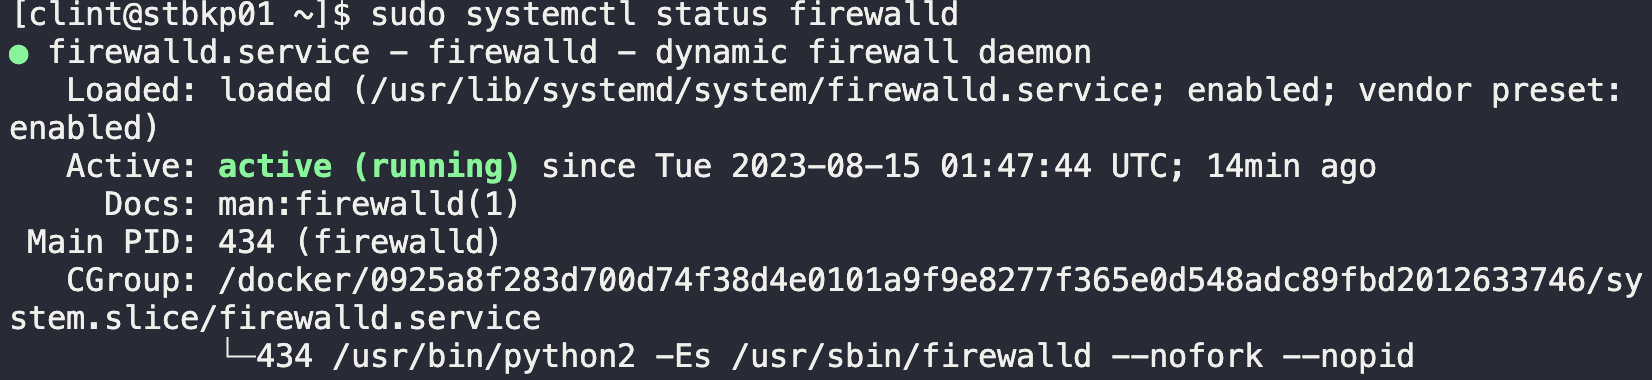 [clint@stbkp01 ~]$ sudo systemctl status firewalld
● firewalld.service - firewalld - dynamic firewall daemon
   Loaded: loaded (/usr/lib/systemd/system/firewalld.service; enabled; vendor preset:
enabled)
   Active: active (running) since Tue 2023-08-15 01:47:44 UTC; 14min ago
     Docs: man:firewalld(1)
 Main PID: 434 (firewalld)
   CGroup: /docker/0925a8f283d700d74f38d4e0101a9f9e8277f365e0d548adc89fbd2012633746/sy
stem.slice/firewalld.service
           └─434 /usr/bin/python2 -Es /usr/sbin/firewalld --nofork --nopid